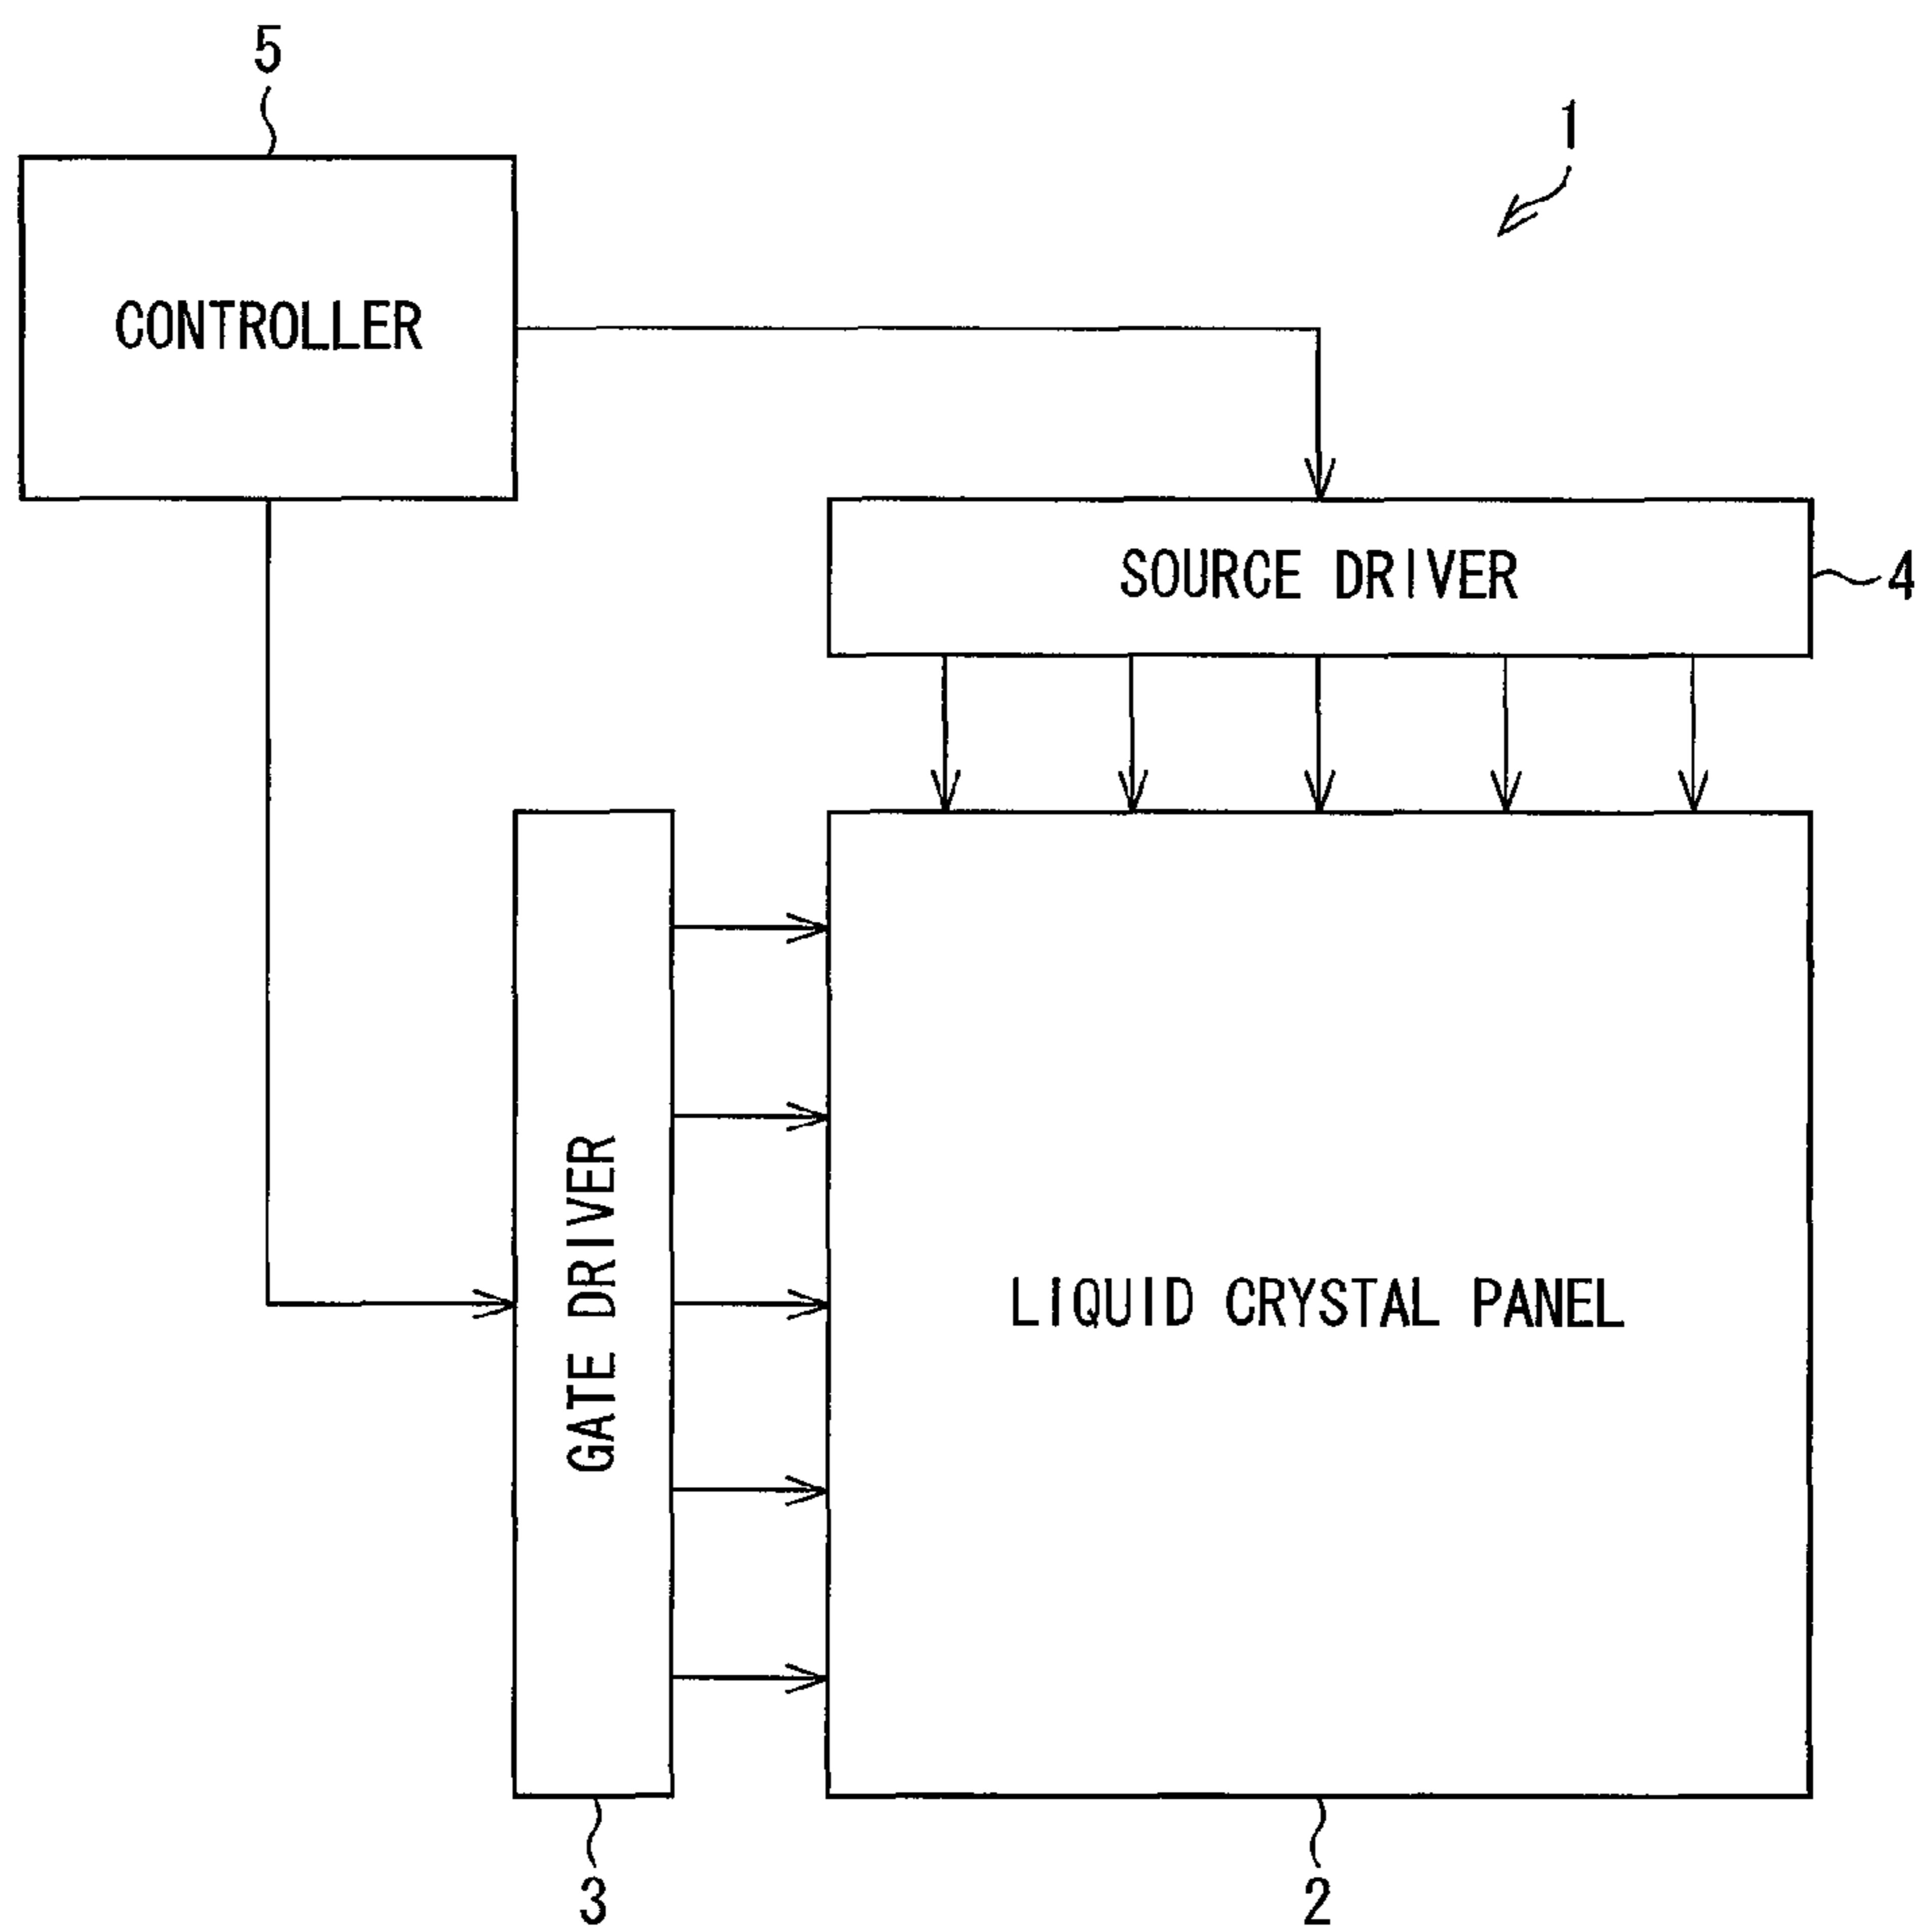 5
1
CONTROLLER
SOURCE DRIVER
4
GATE DRIVER
LIQUID CRYSTAL PANEL
3
2